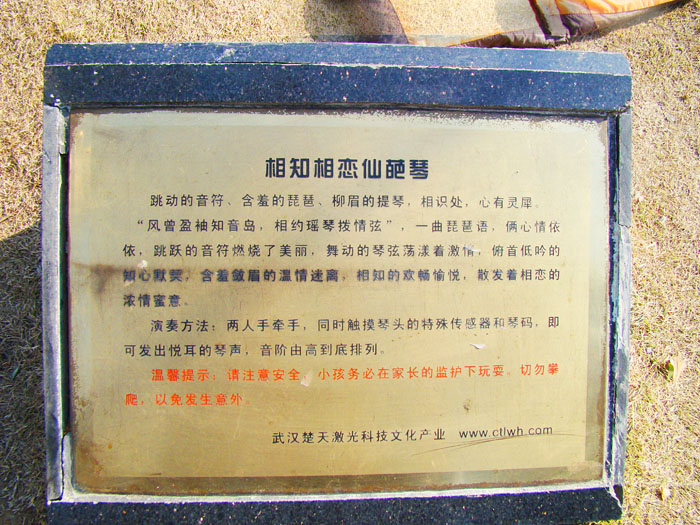 相知相恋仙葩琴
跳动的音符、含羞的琵琶、柳眉的提琴，相识处，心有灵犀。
“风曾盈袖知音岛，相约瑶琴拨情弦”，一曲琵琶语，俩心情依
依，跳跃的音符燃烧了美丽，舞动的琴弦荡漾着激情，俯首低吟的
知心默契，含羞皱眉的温情迷离，相知的欢畅愉悦，散发着相恋的
浓情蜜意。
演奏方法：两人手牵手，同时触摸琴头的特殊传感器和琴码，即
可发出悦耳的琴声，音阶由高到底排列。
温馨提示：请注意安全，小孩务必在家长的监护下玩耍。切勿攀
爬，以免发生意外。
武汉楚天激光科技文化产业 www.ctlwh.com